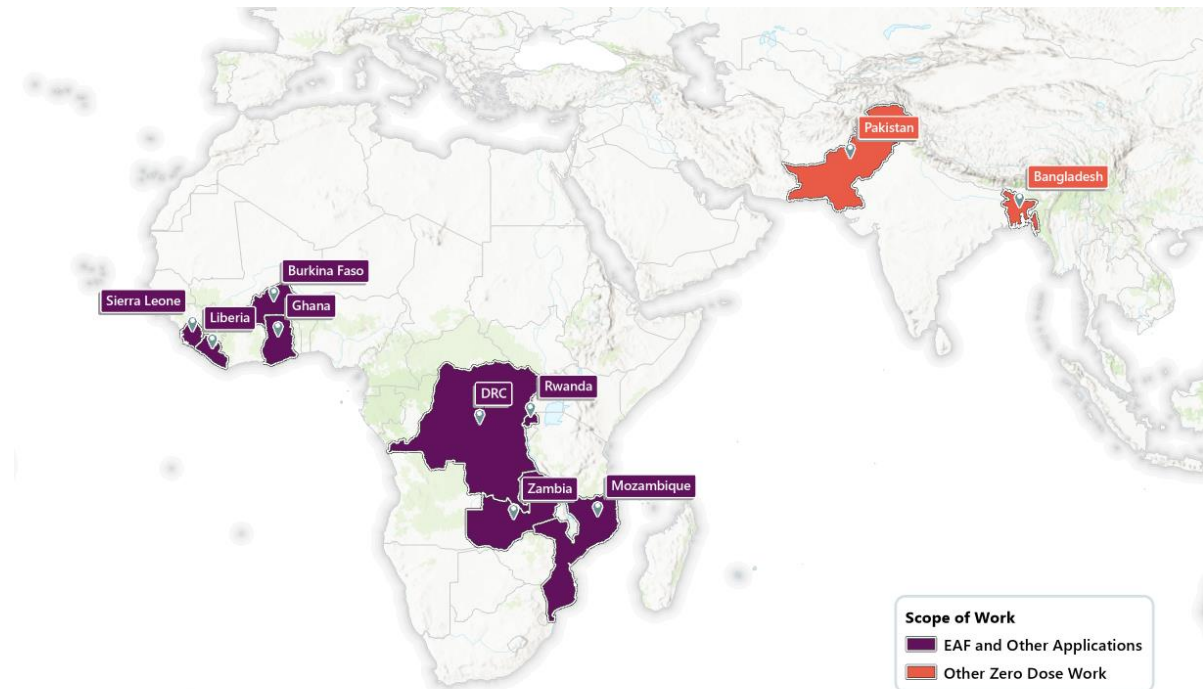 Pakistan
Bangladesh
Burkina Faso
Sierra Leone
Ghana
Liberia
Rwanda
DRC
Mozambique
Zambia
Scope of Work
EAF and Other Applications
Other Zero Dose Work